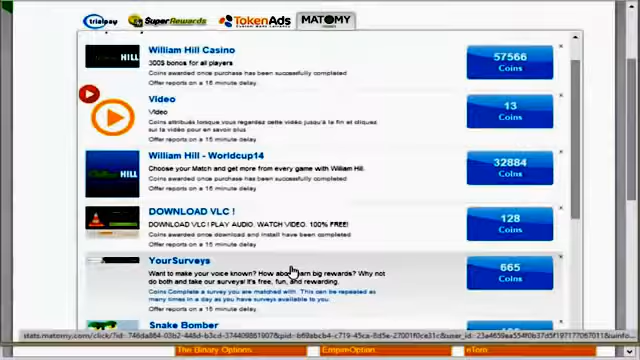 trialpay
SuperRewards
TokenAds
MATOMY
William Hill Casino
300$ bonus for all players
Coins awarded once purchase has been successfully completed
Offer reports on a 15 minute delay.
57566
Coins
Video
Video
Coins attribués lorsque vous regardez cette vidéo jusqu'à la fin et cliquez
sur la vidéo pour en savoir plus
Offer reports on a 15 minute delay.
13
Coins
William Hill - Worldcup14
Choose your Match and get more from every game with William Hill.
Coins awarded once purchase has been successfully completed
Offer reports on a 15 minute delay.
32884
Coins
DOWNLOAD VLC !
DOWNLOAD VLC ! PLAY AUDIO, WATCH VIDEO. 100% FREE!
Coins awarded once download and install have been completed
Offer reports on a 15 minute delay.
128
Coins
YourSurveys
Want to make your voice known? How about earn big rewards? Why not
do both and take our surveys! It's free, fun, and rewarding.
Coins Complete a survey you are matched with. This can be repeated as
many times in a day as you have surveys available to you.
Offer reports on a 15 minute delay.
665
Coins
Snake Bomber
The Binary Options
EmpireOption
eToro